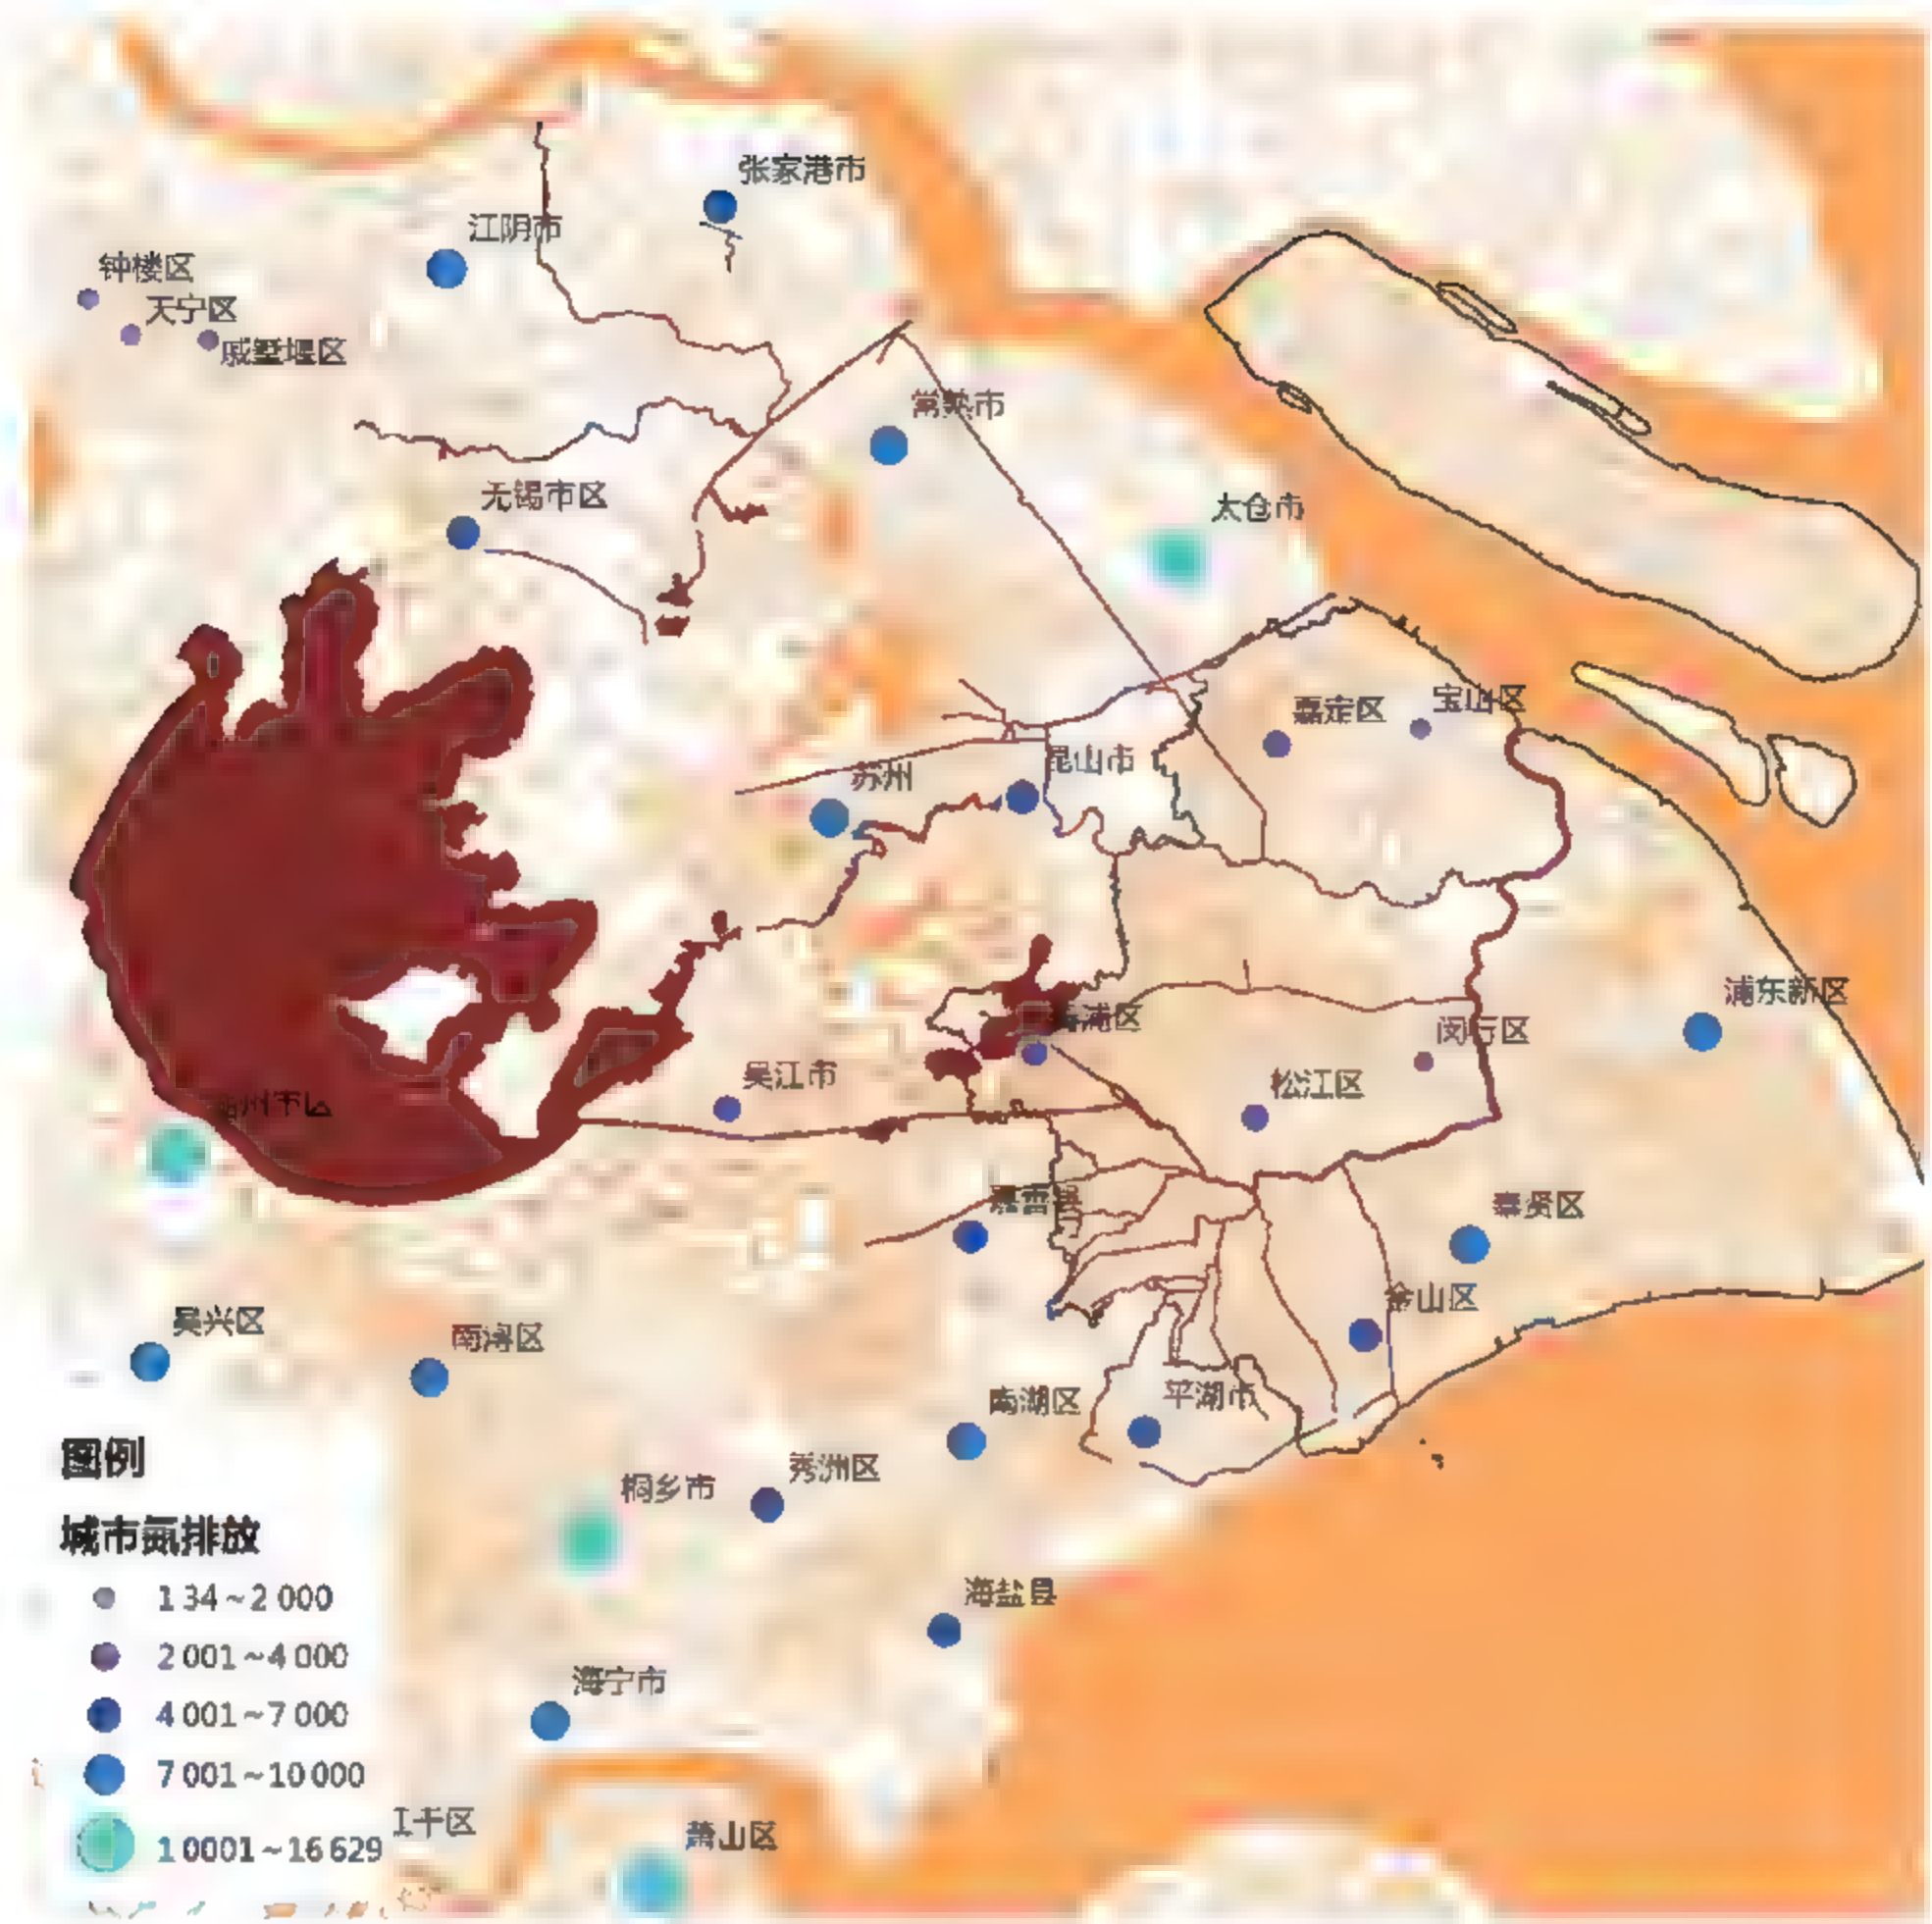 张家港市
江阴市
钟楼区
天宁区
戚墅堰区
常熟市
无锡市区
太仓市
嘉定区
宝山区
昆山市
苏州
浦东新区
青浦区
闵行区
吴江市
松江区
嘉善县
奉贤区
金山区
吴兴区
南浔区
南湖区
平湖市
秀洲区
桐乡市
海盐县
海宁市
萧山区
图例
城市氮排放
134~2 000
2 001~4 000
4 001~7 000
7 001~10 000
1 0001~16 629